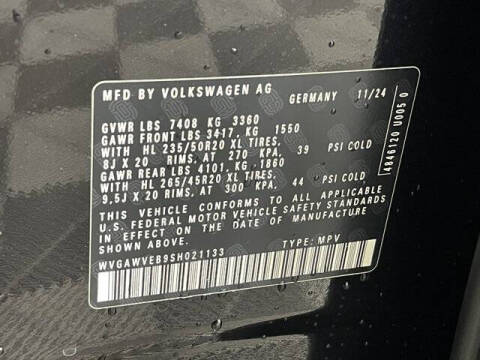 MFD BY VOLKSWAGEN AG GERMANY 11/24
GVWR LBS 7408 KG 3360
GAWR FRONT LBS 3417. KG 1550
WITH HL 235/50R20 XL TIRES.
8J X 20 RIMS. AT 270 KPA. 39 PSI COLD
GAWR REAR LBS 4101. KG 1860
WITH HL 265/45R20 XL TIRES.
9.5J X 20 RIMS. AT 300 KPA. 44 PSI COLD
THIS VEHICLE CONFORMS TO ALL APPLICABLE
U.S. FEDERAL MOTOR VEHICLE SAFETY STANDARDS
IN EFFECT ON THE DATE OF MANUFACTURE
SHOWN ABOVE.
WVGAWVEB9SH021133 TYPE: MPV
4846120 U005 0